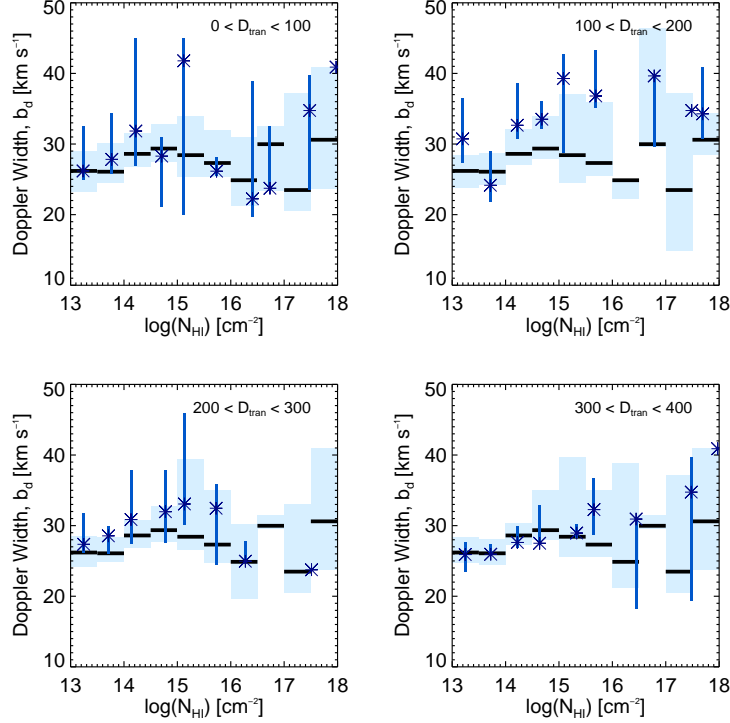 50
40
30
20
10
Doppler Width, b_d [km s⁻¹]
0 < D_tran < 100
13 14 15 16 17 18
log(N_HI) [cm⁻²]
50
40
30
20
10
Doppler Width, b_d [km s⁻¹]
100 < D_tran < 200
13 14 15 16 17 18
log(N_HI) [cm⁻²]
50
40
30
20
10
Doppler Width, b_d [km s⁻¹]
200 < D_tran < 300
13 14 15 16 17 18
log(N_HI) [cm⁻²]
50
40
30
20
10
Doppler Width, b_d [km s⁻¹]
300 < D_tran < 400
13 14 15 16 17 18
log(N_HI) [cm⁻²]